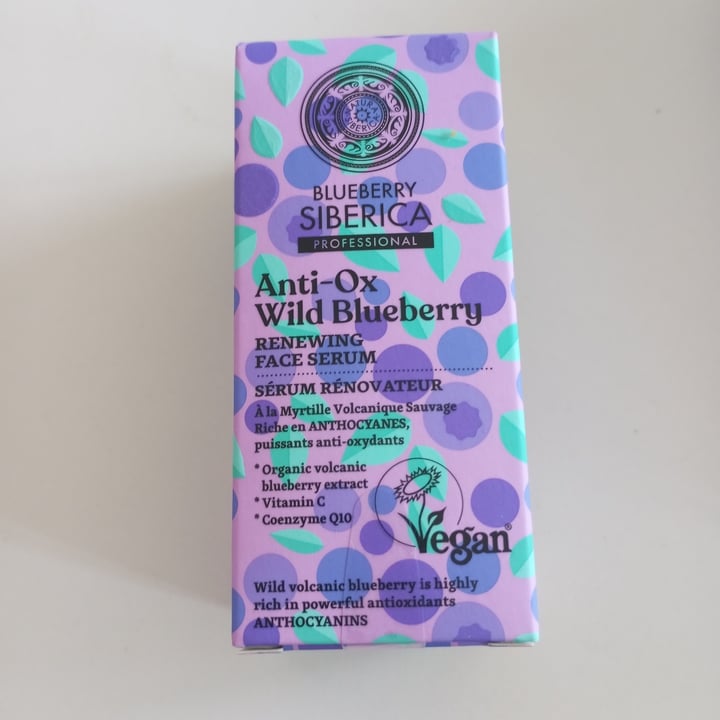 NATURA SIBERICA
BLUEBERRY
SIBERICA
PROFESSIONAL
Anti-Ox
Wild Blueberry
RENEWING
FACE SERUM
SÉRUM RÉNOVATEUR
À la Myrtille Volcanique Sauvage
Riche en ANTHOCYANES,
puissants anti-oxydants
* Organic volcanic
blueberry extract
* Vitamin C
* Coenzyme Q10
Vegan®
Wild volcanic blueberry is highly
rich in powerful antioxidants
ANTHOCYANINS